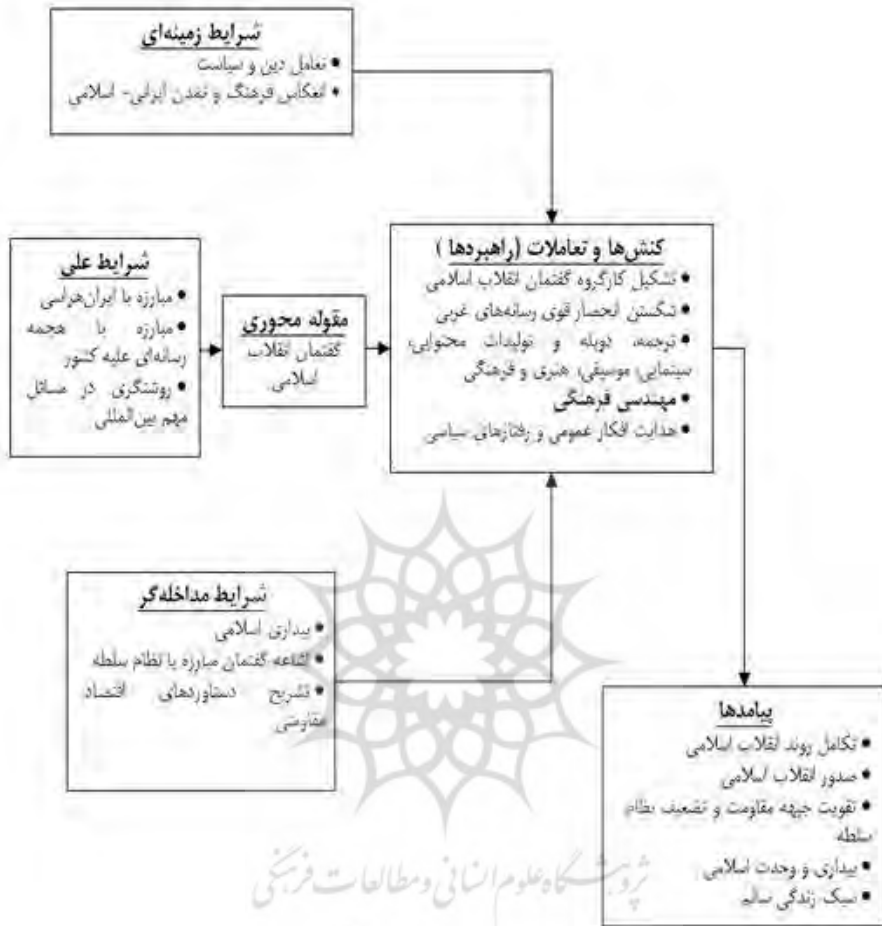 شرایط زمینه‌ای
• تعامل دین و سیاست
• انعکاس فرهنگ و تمدن ایرانی- اسلامی
کنش‌ها و تعاملات (راهبردها )
• تشکیل کارگروه گفتمان انقلاب اسلامی
• شکستن انحصار قوی رسانه‌های غربی
• ترجمه، دوبله و تولیدات محتوایی،
سینمایی، موسیقی، هنری و فرهنگی
• مهندسی فرهنگی
• هدایت افکار عمومی و رفتارهای سیاسی
مقوله محوری
گفتمان انقلاب
اسلامی
شرایط علی
• مبارزه با ایران‌هراسی
• مبارزه با هجمه
رسانه‌ای علیه کشور
• روشنگری در مسائل
مهم بین‌المللی
شرایط مداخله‌گر
• بیداری اسلامی
• اشاعه گفتمان مبارزه با نظام سلطه
• تشریح دستاوردهای اقتصاد
مقاومتی
پیامدها
• تکامل روند انقلاب اسلامی
• صدور انقلاب اسلامی
• تقویت جبهه مقاومت و تضعیف نظام
سلطه
• بیداری و وحدت اسلامی
• سبک زندگی سالم
پژوهشگاه علوم انسانی و مطالعات فرهنگی